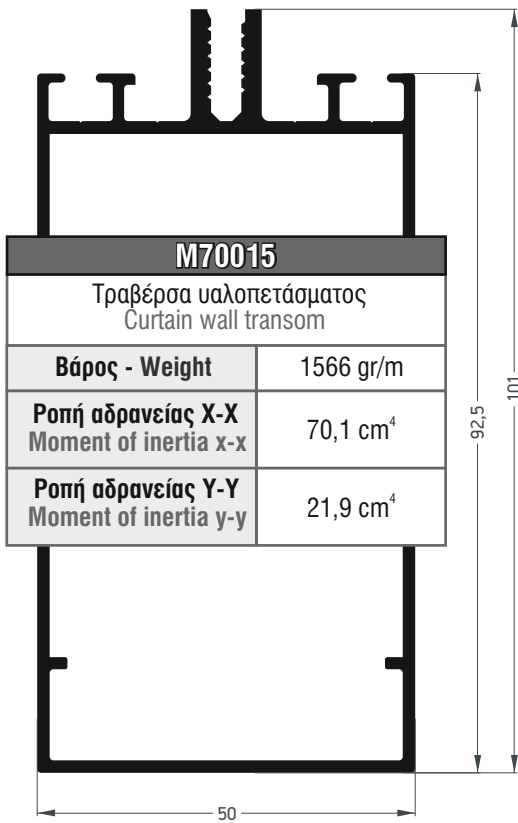 M70015
Τραβέρσα υαλοπετάσματος
Curtain wall transom
Βάρος - Weight 1566 gr/m
Ροπή αδρανείας Χ-Χ
Moment of inertia x-x
70,1 cm⁴
Ροπή αδρανείας Υ-Υ
Moment of inertia y-y
21,9 cm⁴
92,5
101
50